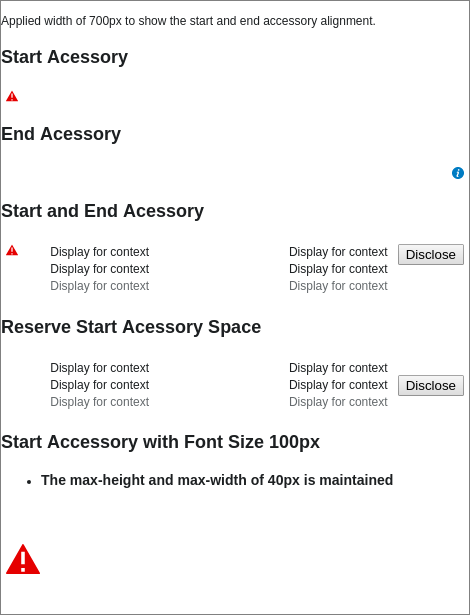 Applied width of 700px to show the start and end accessory alignment.
Start Acessory
End Acessory
Start and End Acessory
Display for context Display for context Disclose
Display for context Display for context
Display for context Display for context
Reserve Start Acessory Space
Display for context Display for context
Display for context Display for context Disclose
Display for context Display for context
Start Accessory with Font Size 100px
• The max-height and max-width of 40px is maintained